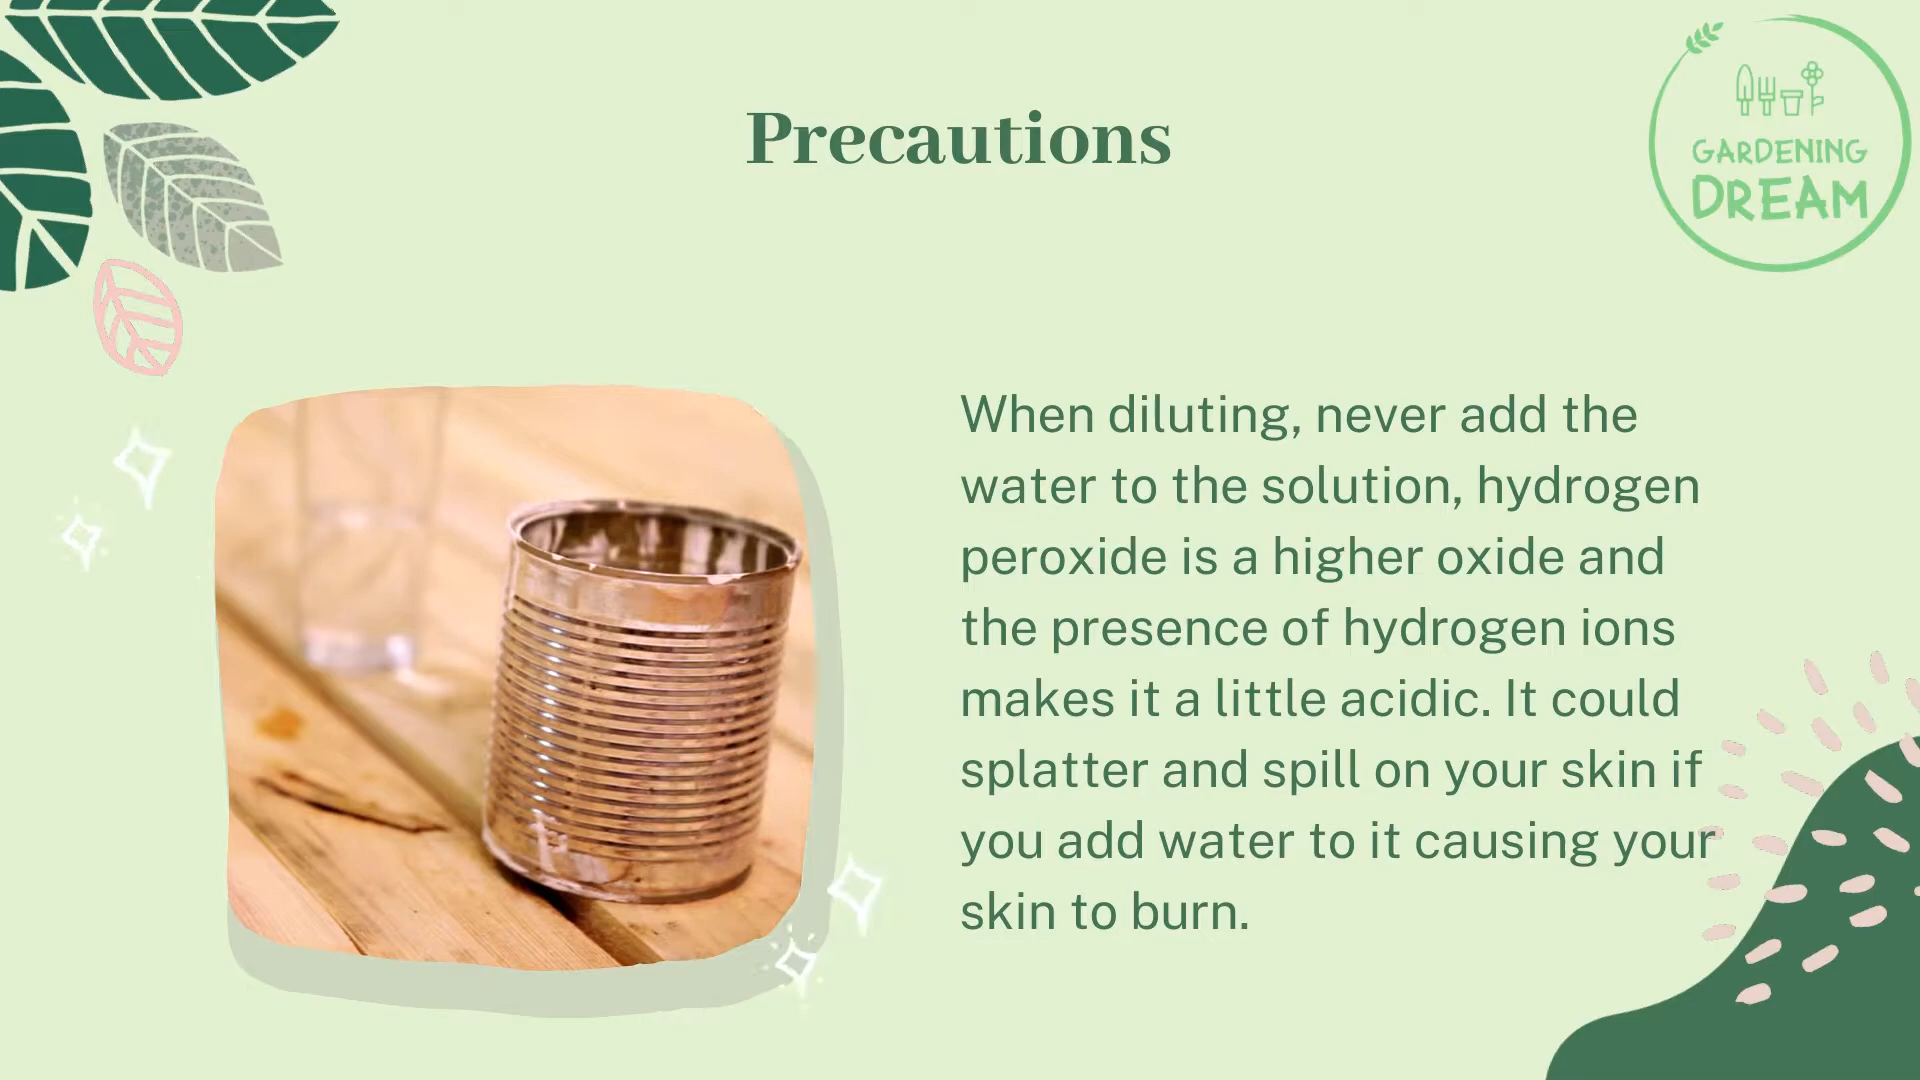 Precautions
GARDENING
DREAM
When diluting, never add the
water to the solution, hydrogen
peroxide is a higher oxide and
the presence of hydrogen ions
makes it a little acidic. It could
splatter and spill on your skin if
you add water to it causing your
skin to burn.